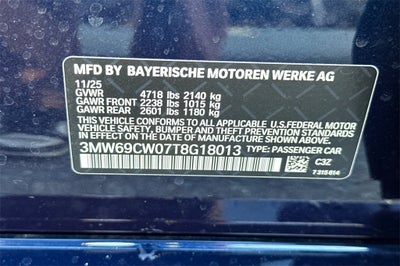 MFD BY BAYERISCHE MOTOREN WERKE AG
11/25
GVWR 4718 lbs 2140 kg
GAWR FRONT 2238 lbs 1015 kg
GAWR REAR 2601 lbs 1180 kg
THIS VEHICLE CONFORMS TO ALL APPLICABLE U.S. FEDERAL MOTOR
VEHICLE SAFETY, BUMPER, AND THEFT PREVENTION STANDARDS
IN EFFECT ON THE DATE OF MANUFACTURE SHOWN ABOVE.
3MW69CW07T8G18013 TYPE: PASSENGER CAR
C3Z
7315614